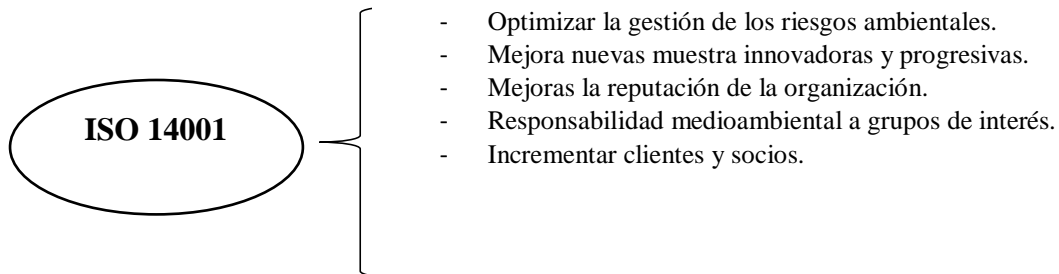 ISO 14001
- Optimizar la gestión de los riesgos ambientales.
- Mejora nuevas muestra innovadoras y progresivas.
- Mejoras la reputación de la organización.
- Responsabilidad medioambiental a grupos de interés.
- Incrementar clientes y socios.